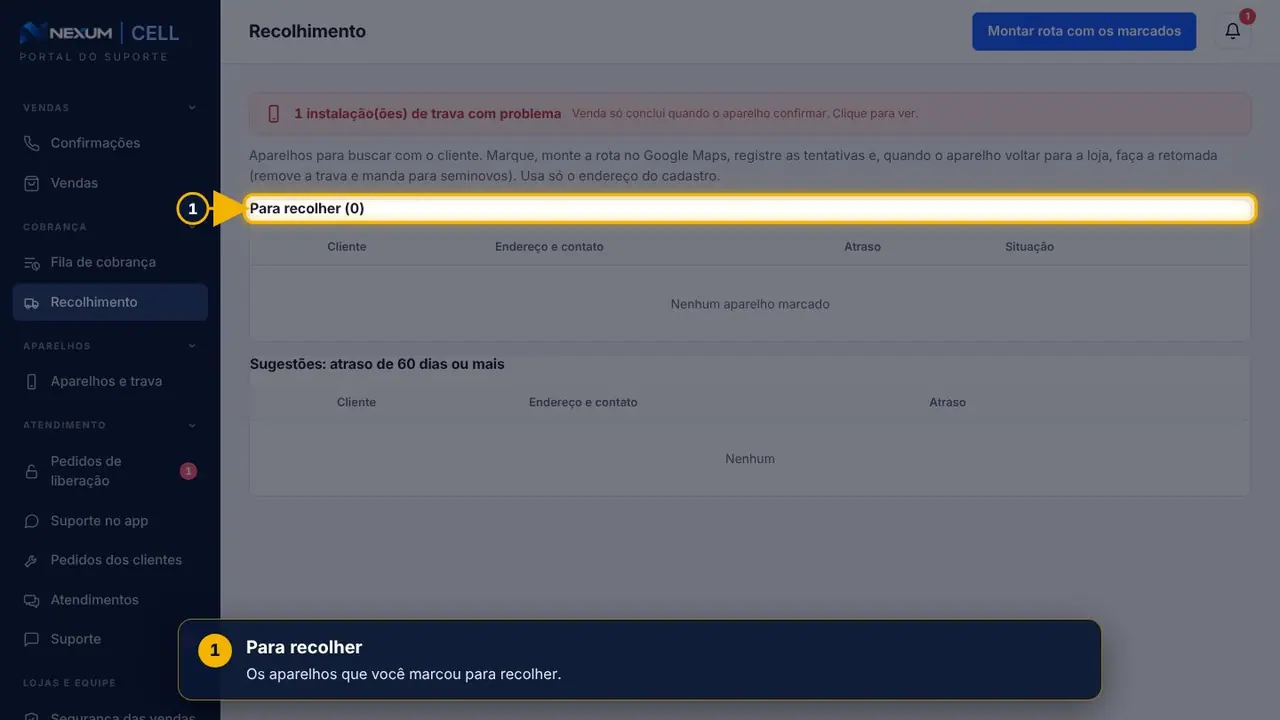 NEXUM | CELL
PORTAL DO SUPORTE
VENDAS
Confirmações
Vendas
COBRANÇA
Fila de cobrança
Recolhimento
APARELHOS
Aparelhos e trava
ATENDIMENTO
Pedidos de
liberação
1
Suporte no app
Pedidos dos clientes
Atendimentos
Suporte
LOJAS E EQUIPE
Segurança das vendas
Recolhimento
Montar rota com os marcados
1
1 instalação(ões) de trava com problema Venda só conclui quando o aparelho confirmar. Clique para ver.
Aparelhos para buscar com o cliente. Marque, monte a rota no Google Maps, registre as tentativas e, quando o aparelho voltar para a loja, faça a retomada
(remove a trava e manda para seminovos). Usa só o endereço do cadastro.
1
Para recolher (0)
Cliente Endereço e contato Atraso Situação
Nenhum aparelho marcado
Sugestões: atraso de 60 dias ou mais
Cliente Endereço e contato Atraso
Nenhum
1
Para recolher
Os aparelhos que você marcou para recolher.